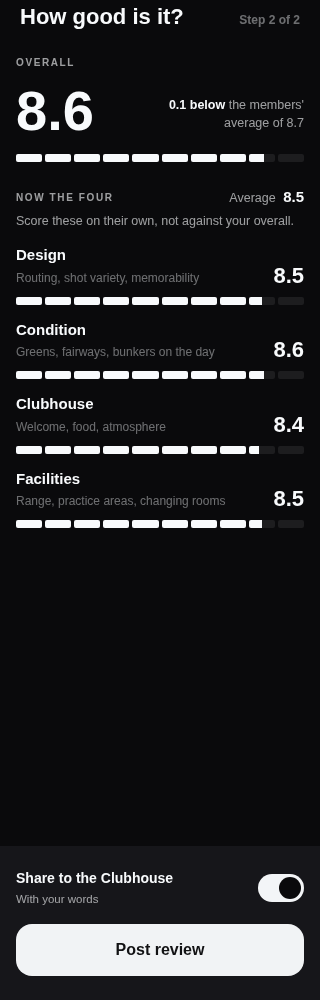 How good is it?
Step 2 of 2
OVERALL
8.6
0.1 below the members'
average of 8.7
NOW THE FOUR
Average 8.5
Score these on their own, not against your overall.
Design
Routing, shot variety, memorability
8.5
Condition
Greens, fairways, bunkers on the day
8.6
Clubhouse
Welcome, food, atmosphere
8.4
Facilities
Range, practice areas, changing rooms
8.5
Share to the Clubhouse
With your words
Post review